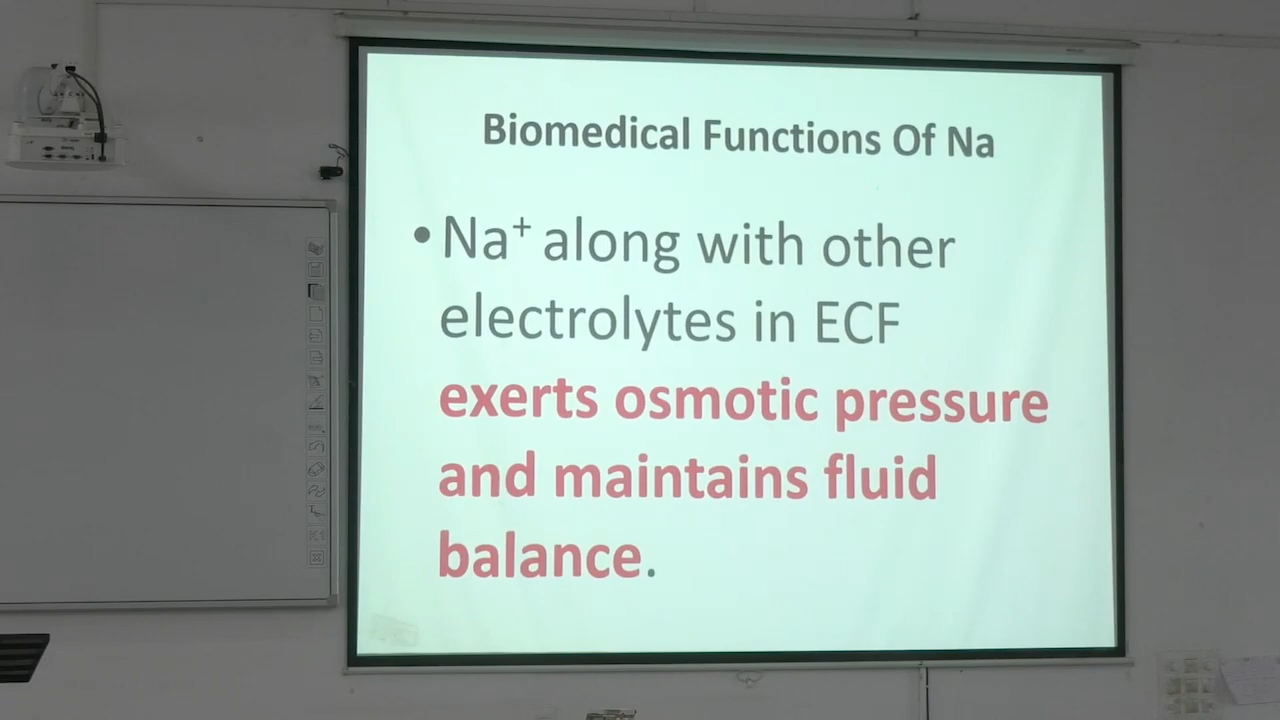 Biomedical Functions Of Na
• Na⁺ along with other
electrolytes in ECF
exerts osmotic pressure
and maintains fluid
balance.